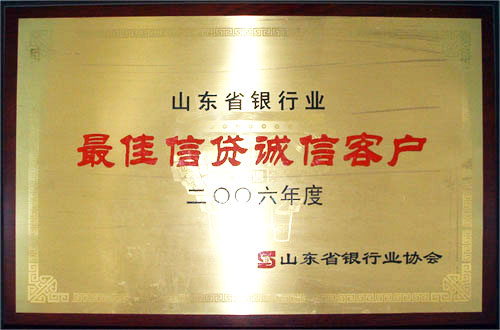 山东省银行业
最佳信贷诚信客户
二〇〇六年度
山东省银行业协会